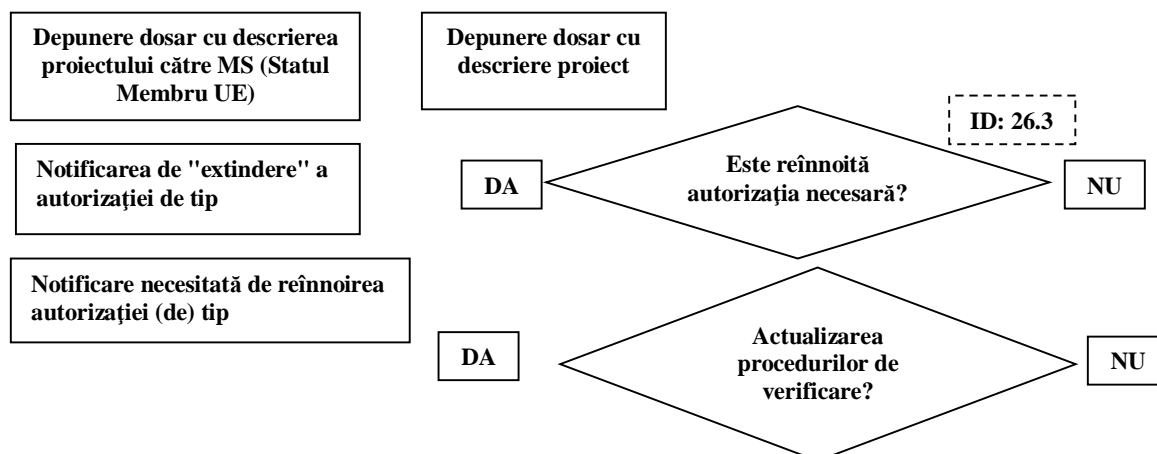 Depunere dosar cu descrierea
proiectului către MS (Statul
Membru UE)
Depunere dosar cu
descriere proiect
ID: 26.3
Notificarea de "extindere" a
autorizaţiei de tip
DA
Este reînnoită
autorizaţia necesară?
NU
Notificare necesitată de reînnoirea
autorizaţiei (de) tip
DA
Actualizarea
procedurilor de
verificare?
NU